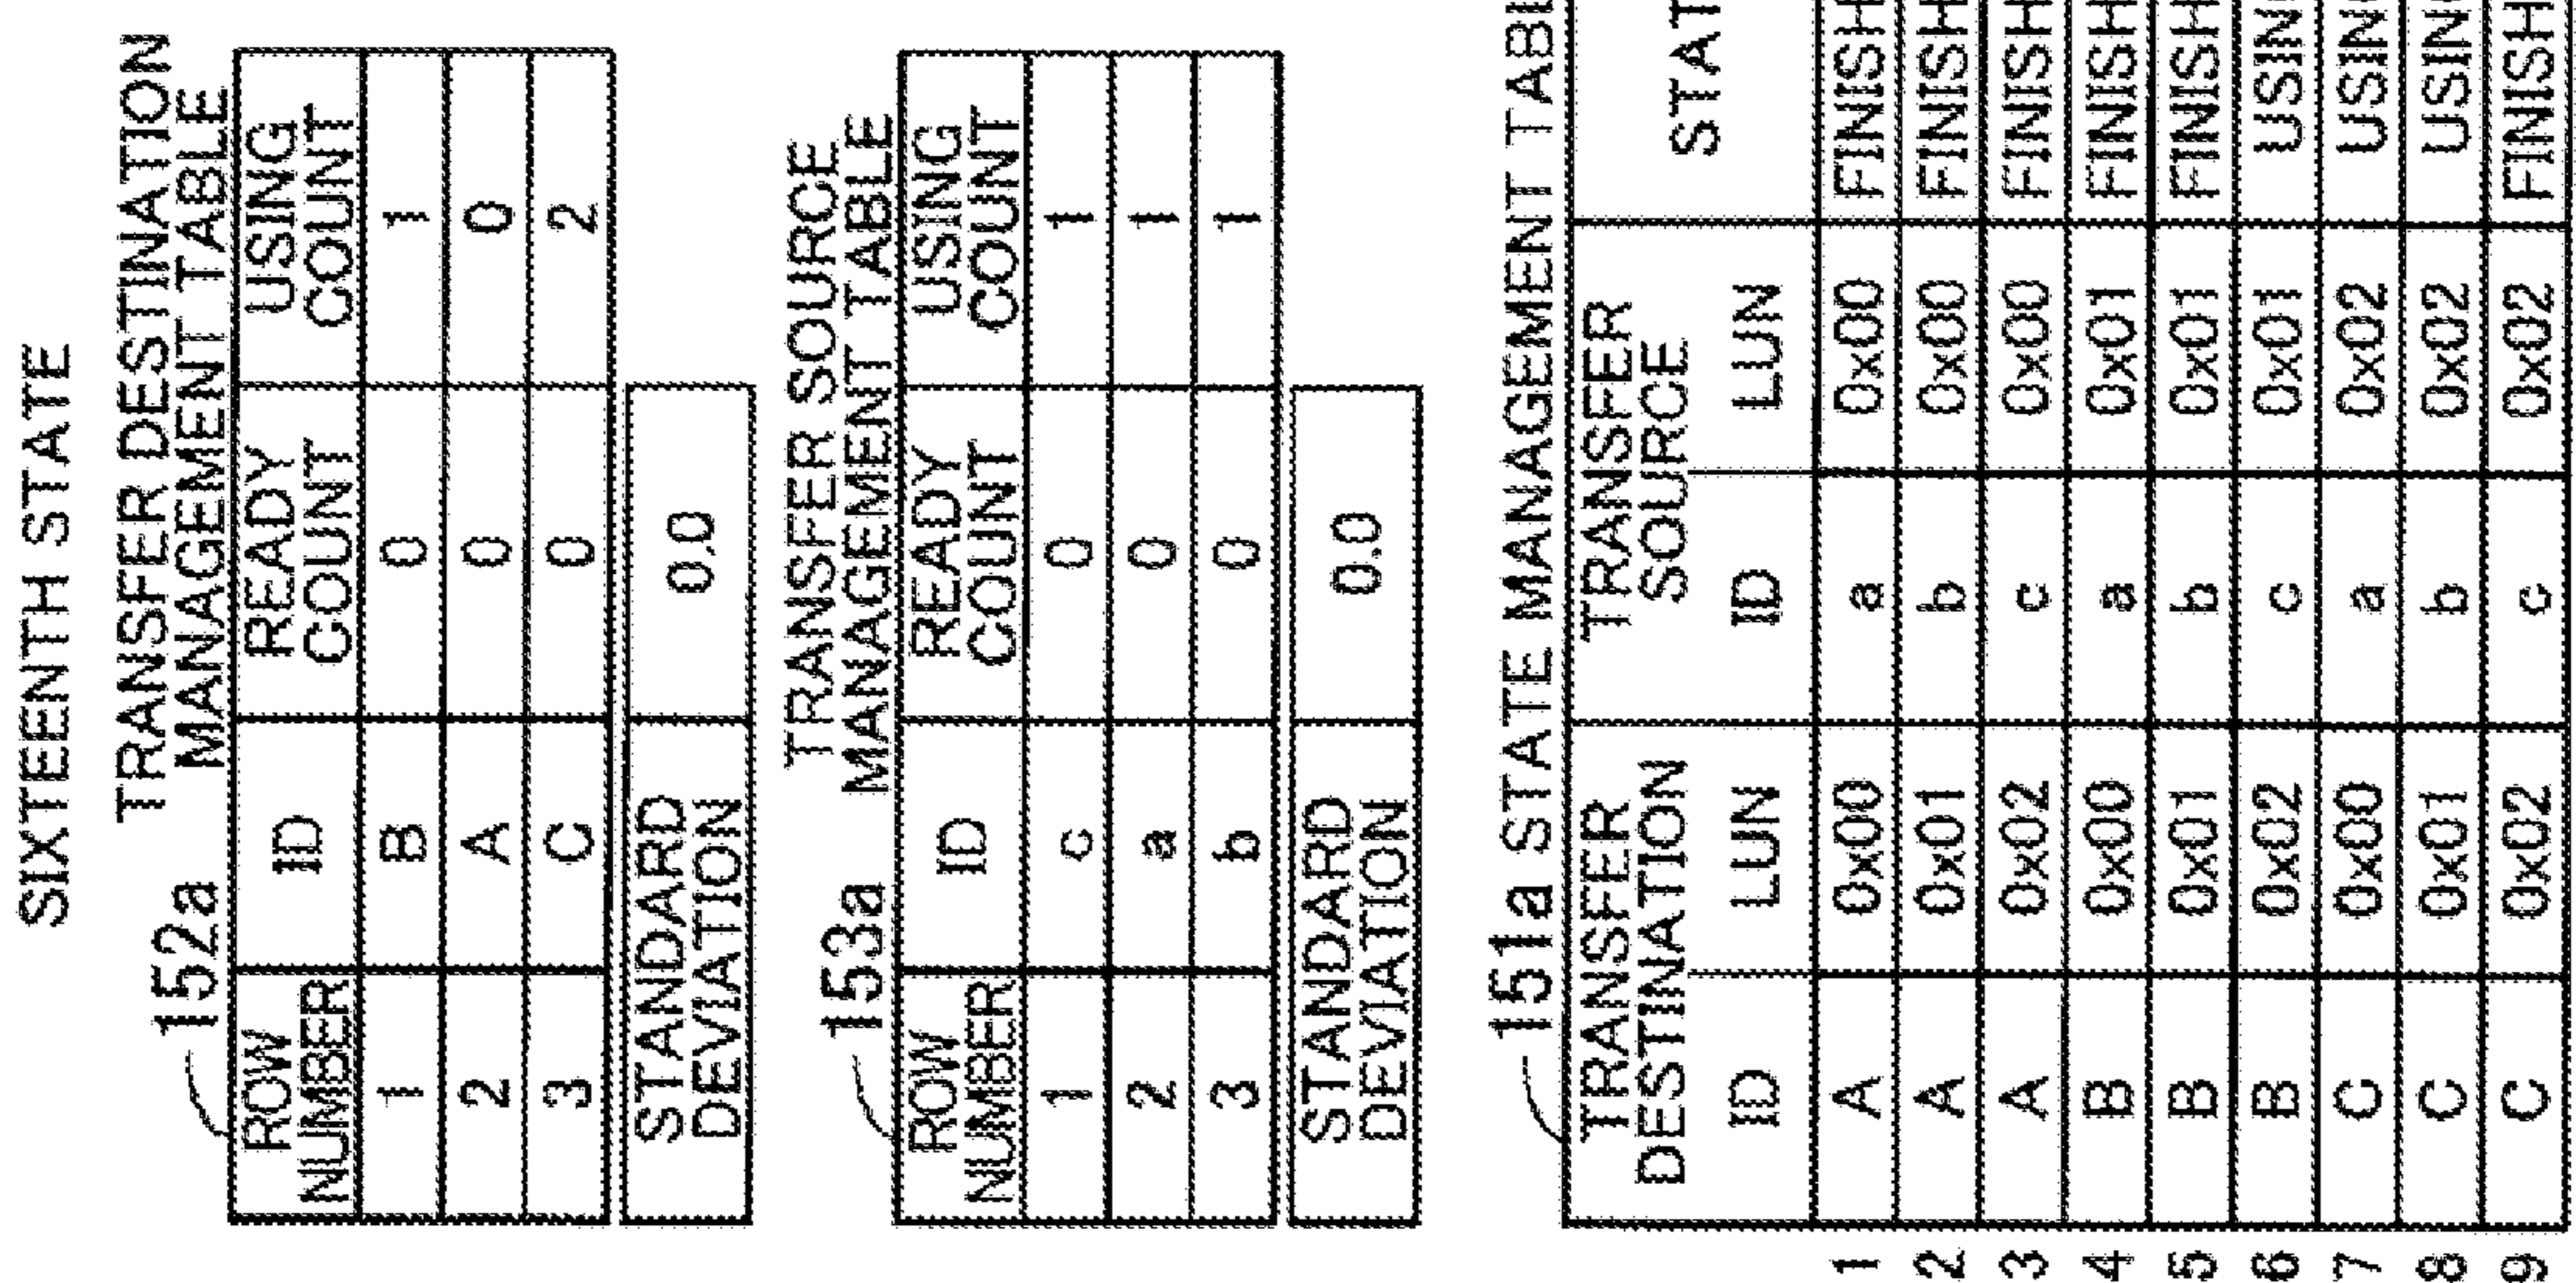 SIXTEENTH STATE
152a TRANSFER DESTINATION
MANAGEMENT TABLE
ROW NUMBER ID READY COUNT USING COUNT
1 B 0 1
2 A 0 0
3 C 0 2
STANDARD DEVIATION 0.0
153a TRANSFER SOURCE
MANAGEMENT TABLE
ROW NUMBER ID READY COUNT USING COUNT
1 c 0 1
2 a 0 1
3 b 0 1
STANDARD DEVIATION 0.0
151a STATE MANAGEMENT TABL
TRANSFER DESTINATION TRANSFER SOURCE STAT
ID LUN ID LUN
1 A 0x00 a 0x00 FINISH
2 A 0x01 b 0x00 FINISH
3 A 0x02 c 0x00 FINISH
4 B 0x00 a 0x01 FINISH
5 B 0x01 b 0x01 FINISH
6 B 0x02 c 0x01 USIN
7 C 0x00 a 0x02 USIN
8 C 0x01 b 0x02 USIN
9 C 0x02 c 0x02 FINISH